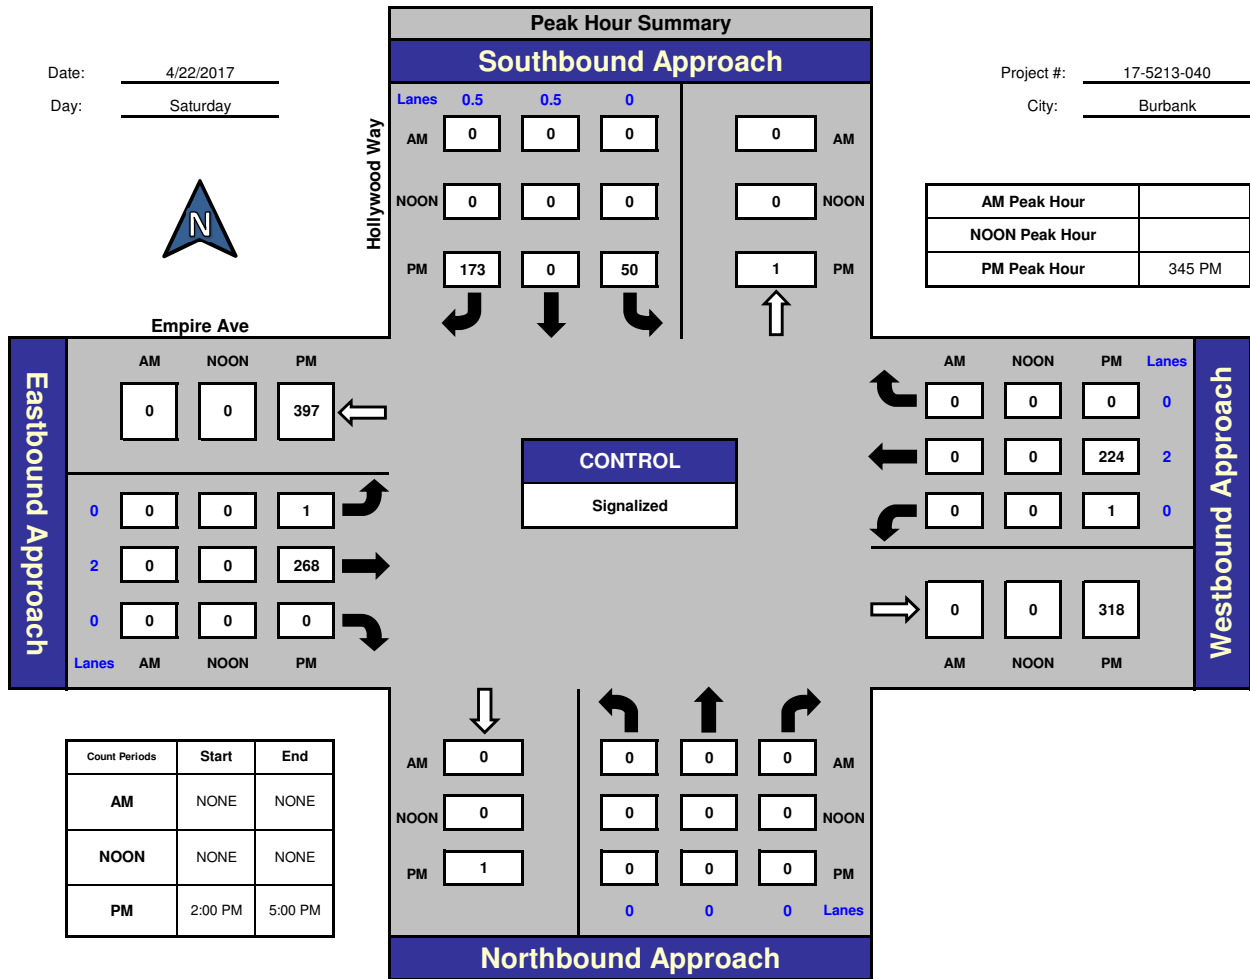 Peak Hour Summary
Southbound Approach
Date: 4/22/2017
Day: Saturday
Project #: 17-5213-040
City: Burbank
N
Hollywood Way
Lanes 0.5 0.5 0
AM 0 0 0 0 AM
NOON 0 0 0 0 NOON
PM 173 0 50 1 PM
AM Peak Hour
NOON Peak Hour
PM Peak Hour 345 PM
Empire Ave
Eastbound Approach
AM NOON PM
0 0 397
0 0 0 1
2 0 0 268
0 0 0 0
Lanes AM NOON PM
CONTROL
Signalized
AM NOON PM Lanes
0 0 0 0
0 0 224 2
0 0 1 0
0 0 318
AM NOON PM
Westbound Approach
Count Periods Start End
AM NONE NONE
NOON NONE NONE
PM 2:00 PM 5:00 PM
AM 0 0 0 0 AM
NOON 0 0 0 0 NOON
PM 1 0 0 0 PM
0 0 0 Lanes
Northbound Approach